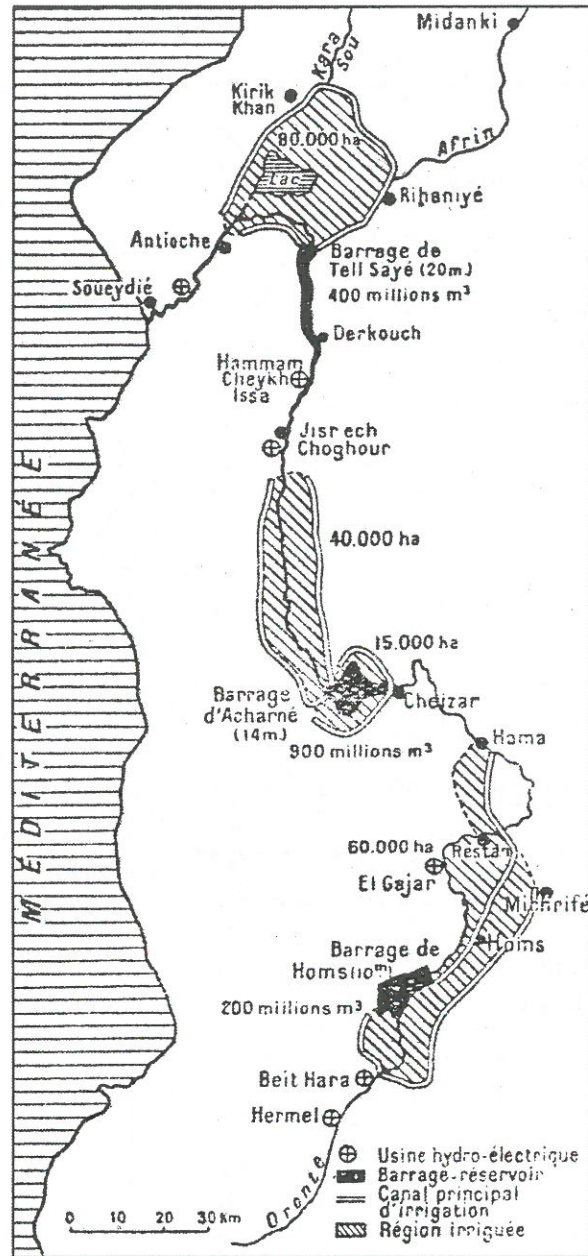 Midanki
Kara
Sou
Kirik
Khan
80.000 ha
Afrin
Lac
Rihaniyé
Antioche
Barrage de
Tell Sayé (20m.)
400 millions m³
Soueydié
Derkouch
Hammam
Cheykh
Issa
Jisrech
Choghour
MÉDITERRANÉE
40.000 ha
15.000 ha
Barrage
d'Acharné
(14m.)
Cheizar
900 millions m³
Hama
60.000 ha
Restan
El Gajar
Michrifé
Homs
Barrage de
Homs (10m)
200 millions m³
Beit Hara
Hermel
Oronte
Usine hydro-électrique
Barrage-réservoir
Canal principal
d'irrigation
Région irriguée
0 10 20 30 Km